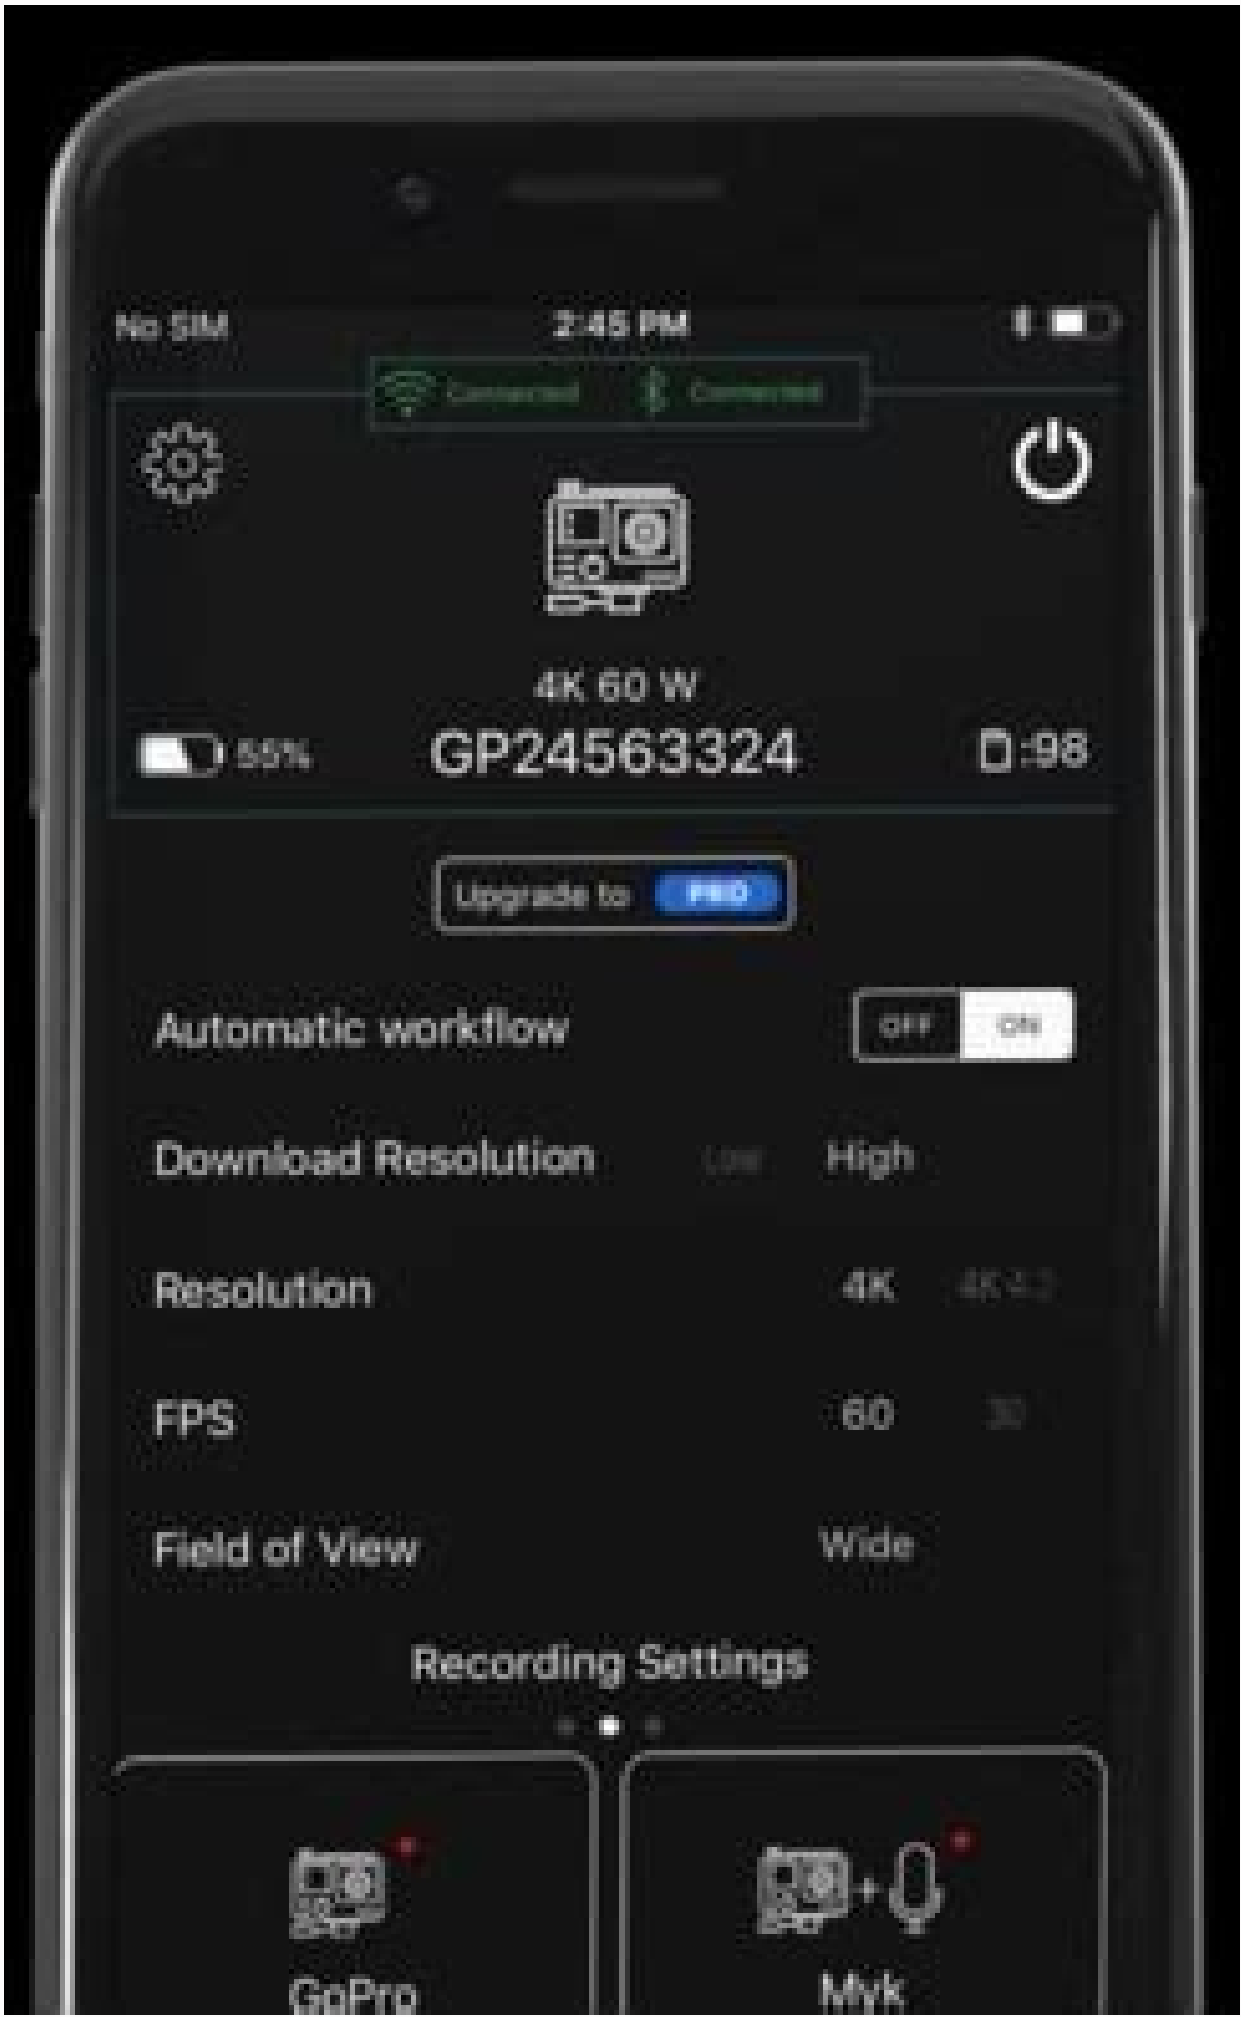 No SIM 2:45 PM
Connected Connected
4K 60 W
55% GP24563324 :98
Upgrade to PRO
Automatic workflow OFF ON
Download Resolution Low High
Resolution 4K 4K
FPS 60 30
Field of View Wide
Recording Settings
GoPro + Myk